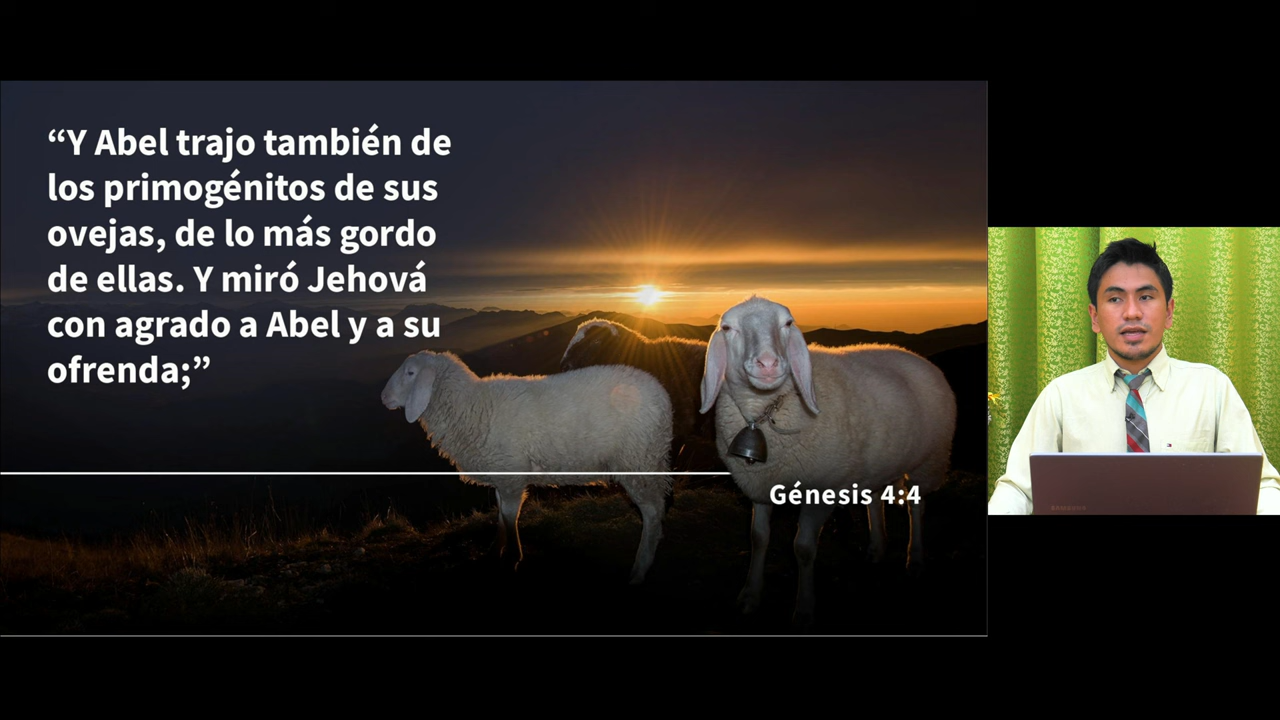 “Y Abel trajo también de
los primogénitos de sus
ovejas, de lo más gordo
de ellas. Y miró Jehová
con agrado a Abel y a su
ofrenda;”
Génesis 4:4
SAMSUNG